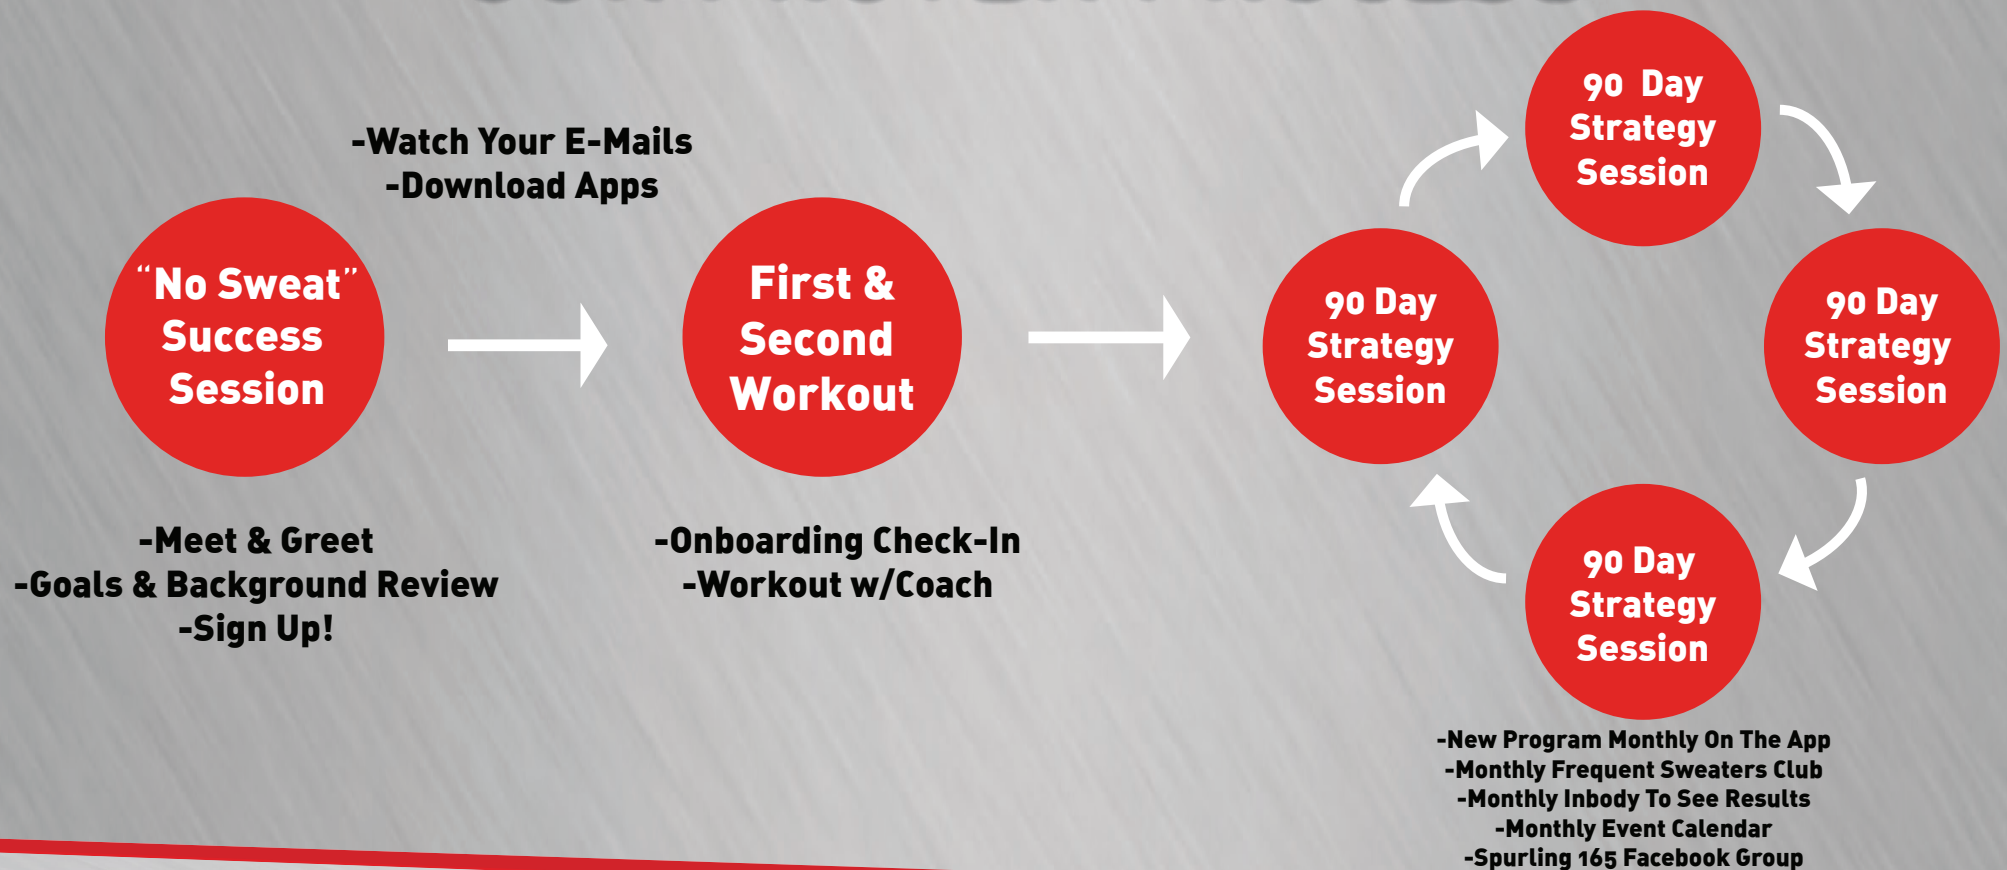 -Watch Your E-Mails
-Download Apps
“No Sweat”
Success
Session
-Meet & Greet
-Goals & Background Review
-Sign Up!
First &
Second
Workout
-Onboarding Check-In
-Workout w/Coach
90 Day
Strategy
Session
90 Day
Strategy
Session
90 Day
Strategy
Session
90 Day
Strategy
Session
-New Program Monthly On The App
-Monthly Frequent Sweaters Club
-Monthly Inbody To See Results
-Monthly Event Calendar
-Spurling 165 Facebook Group